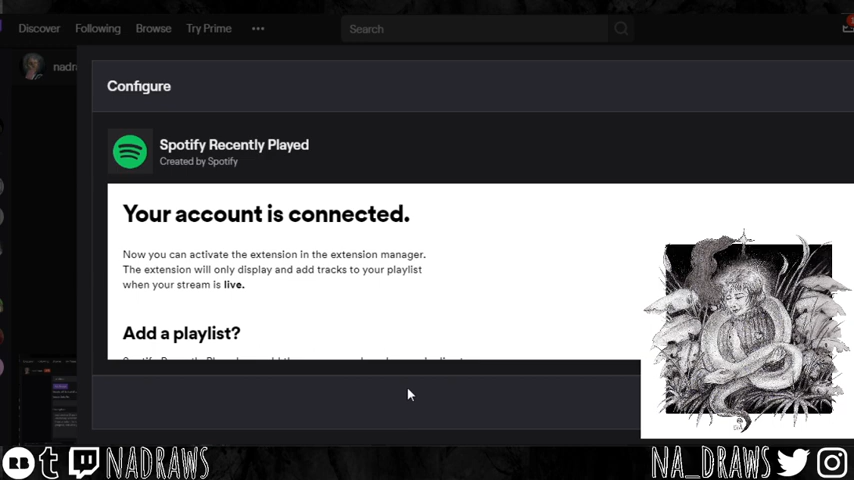 Discover Following Browse Try Prime
Search
nadra
Configure
Spotify Recently Played
Created by Spotify
Your account is connected.
Now you can activate the extension in the extension manager.
The extension will only display and add tracks to your playlist
when your stream is live.
Add a playlist?
NADRAWS
NA_DRAWS